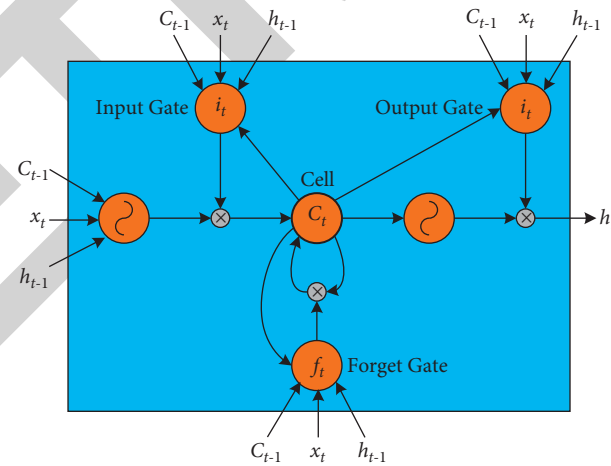 C_{t-1} x_t h_{t-1} C_{t-1} x_t h_{t-1}
Input Gate i_t Output Gate i_t
Cell
C_{t-1}
x_t × C_t × h
h_{t-1}
×
f_t Forget Gate
C_{t-1} x_t h_{t-1}